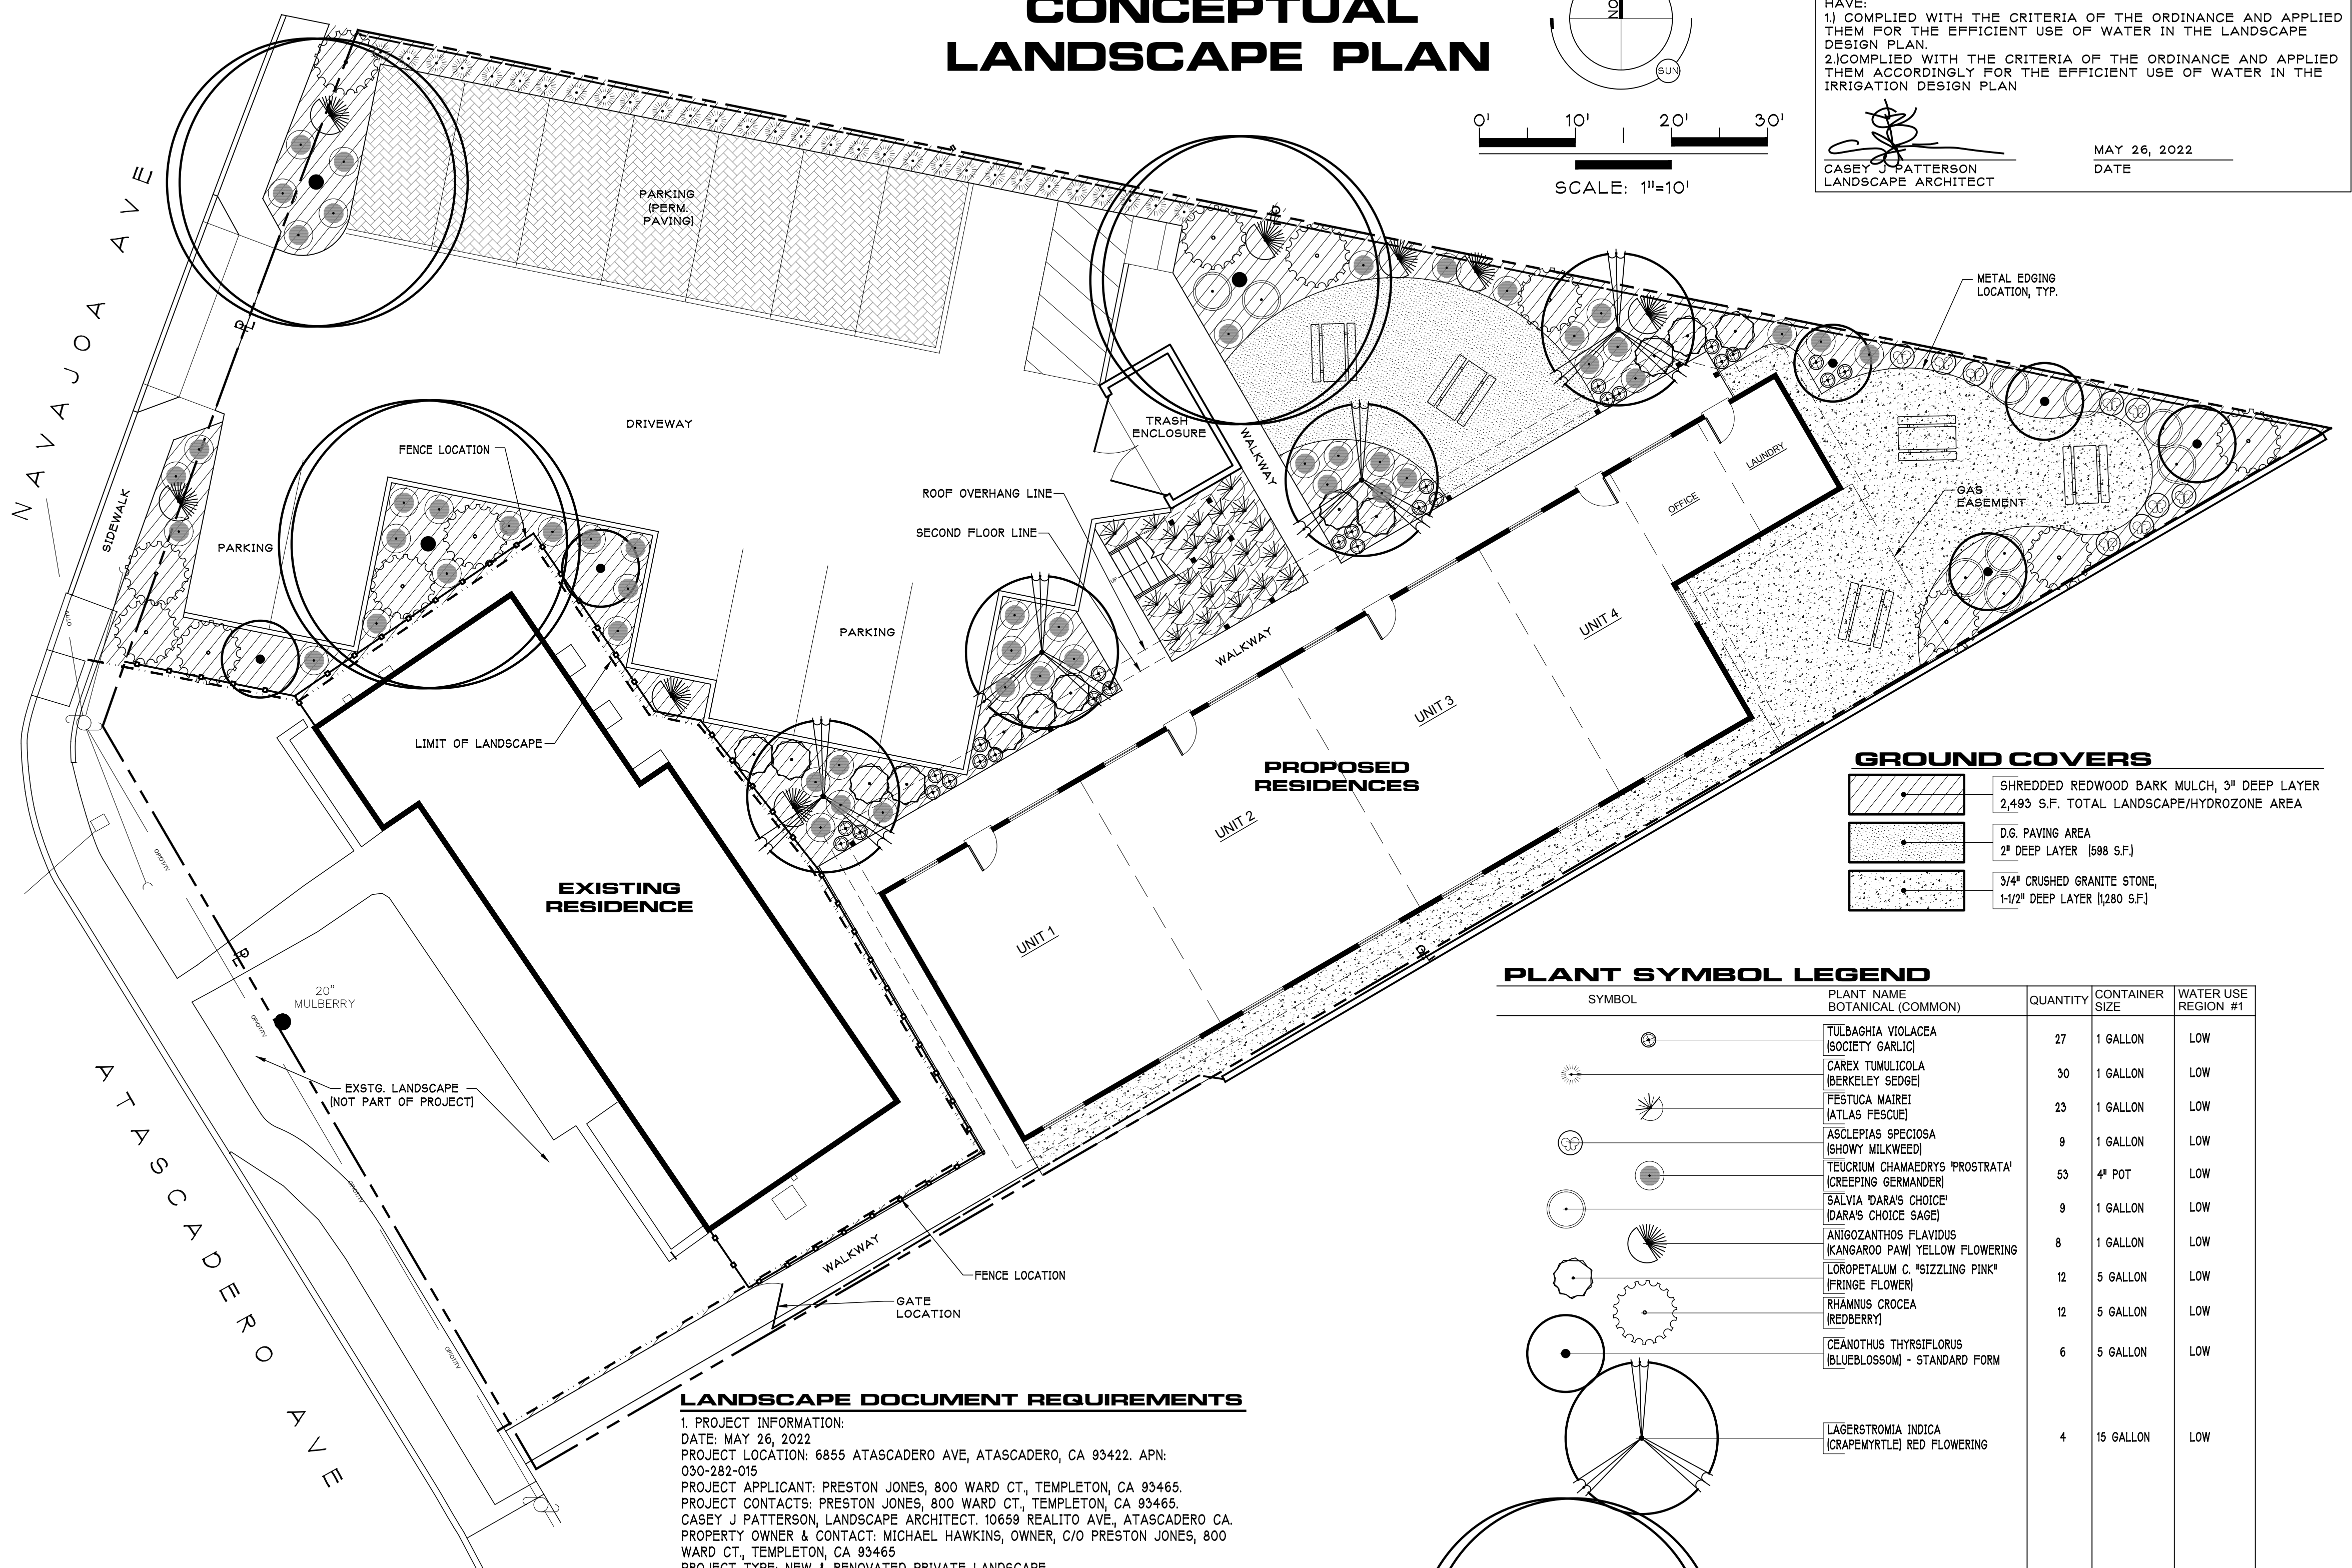 CONCEPTUAL
LANDSCAPE PLAN
NO
SUN
0' 10' 20' 30'
SCALE: 1"=10'
HAVE:
1.) COMPLIED WITH THE CRITERIA OF THE ORDINANCE AND APPLIED
THEM FOR THE EFFICIENT USE OF WATER IN THE LANDSCAPE
DESIGN PLAN.
2.)COMPLIED WITH THE CRITERIA OF THE ORDINANCE AND APPLIED
THEM ACCORDINGLY FOR THE EFFICIENT USE OF WATER IN THE
IRRIGATION DESIGN PLAN
MAY 26, 2022
CASEY J PATTERSON
DATE
LANDSCAPE ARCHITECT
NAVAJOA AVE
PARKING
(PERM.
PAVING)
METAL EDGING
LOCATION, TYP.
DRIVEWAY
TRASH
ENCLOSURE
WALKWAY
FENCE LOCATION
SIDEWALK
PARKING
ROOF OVERHANG LINE
SECOND FLOOR LINE
LAUNDRY
OFFICE
GAS
EASEMENT
UP
PARKING
WALKWAY
UNIT 4
UNIT 3
UNIT 2
UNIT 1
LIMIT OF LANDSCAPE
PROPOSED
RESIDENCES
EXISTING
RESIDENCE
20"
MULBERRY
EXSTG. LANDSCAPE
(NOT PART OF PROJECT)
ATASCADERO AVE
WALKWAY
FENCE LOCATION
GATE
LOCATION
GROUND COVERS
SHREDDED REDWOOD BARK MULCH, 3" DEEP LAYER
2,493 S.F. TOTAL LANDSCAPE/HYDROZONE AREA
D.G. PAVING AREA
2" DEEP LAYER (598 S.F.)
3/4" CRUSHED GRANITE STONE,
1-1/2" DEEP LAYER (1,280 S.F.)
PLANT SYMBOL LEGEND
SYMBOL
PLANT NAME
BOTANICAL (COMMON)
QUANTITY
CONTAINER
SIZE
WATER USE
REGION #1
TULBAGHIA VIOLACEA
(SOCIETY GARLIC)
27 1 GALLON LOW
CAREX TUMULICOLA
(BERKELEY SEDGE)
30 1 GALLON LOW
FESTUCA MAIREI
(ATLAS FESCUE)
23 1 GALLON LOW
ASCLEPIAS SPECIOSA
(SHOWY MILKWEED)
9 1 GALLON LOW
TEUCRIUM CHAMAEDRYS 'PROSTRATA'
(CREEPING GERMANDER)
53 4" POT LOW
SALVIA 'DARA'S CHOICE'
(DARA'S CHOICE SAGE)
9 1 GALLON LOW
ANIGOZANTHOS FLAVIDUS
(KANGAROO PAW) YELLOW FLOWERING
8 1 GALLON LOW
LOROPETALUM C. "SIZZLING PINK"
(FRINGE FLOWER)
12 5 GALLON LOW
RHAMNUS CROCEA
(REDBERRY)
12 5 GALLON LOW
CEANOTHUS THYRSIFLORUS
(BLUEBLOSSOM) - STANDARD FORM
6 5 GALLON LOW
LAGERSTROMIA INDICA
(CRAPEMYRTLE) RED FLOWERING
4 15 GALLON LOW
LANDSCAPE DOCUMENT REQUIREMENTS
1. PROJECT INFORMATION:
DATE: MAY 26, 2022
PROJECT LOCATION: 6855 ATASCADERO AVE, ATASCADERO, CA 93422. APN:
030-282-015
PROJECT APPLICANT: PRESTON JONES, 800 WARD CT., TEMPLETON, CA 93465.
PROJECT CONTACTS: PRESTON JONES, 800 WARD CT., TEMPLETON, CA 93465.
CASEY J PATTERSON, LANDSCAPE ARCHITECT. 10659 REALITO AVE., ATASCADERO CA.
PROPERTY OWNER & CONTACT: MICHAEL HAWKINS, OWNER, C/O PRESTON JONES, 800
WARD CT., TEMPLETON, CA 93465
PROJECT TYPE: NEW & RENOVATED PRIVATE LANDSCAPE